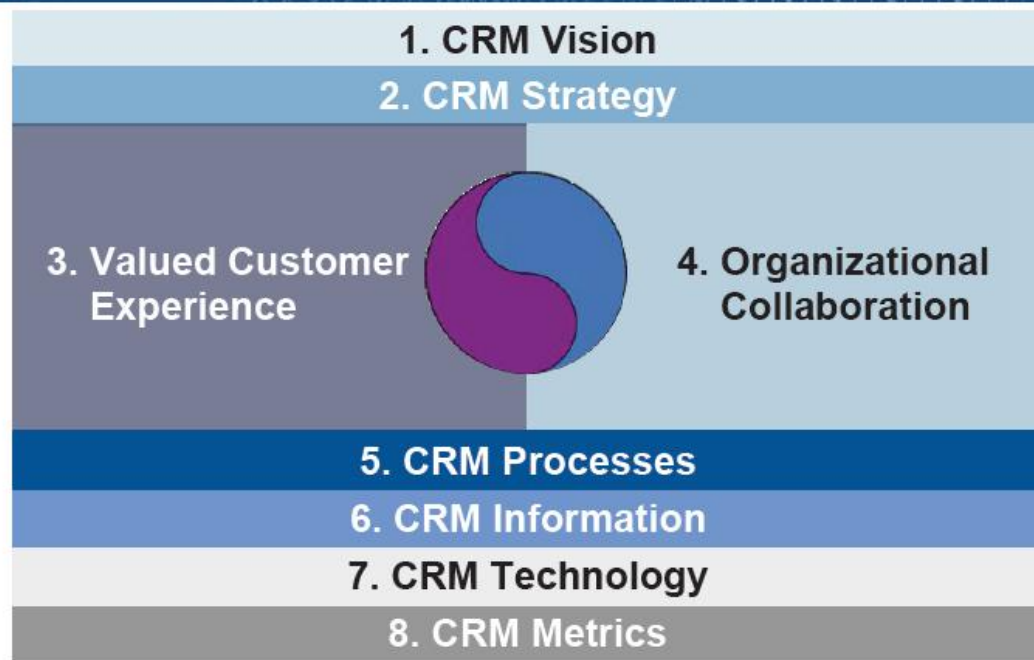 1. CRM Vision
2. CRM Strategy
3. Valued Customer
Experience
4. Organizational
Collaboration
5. CRM Processes
6. CRM Information
7. CRM Technology
8. CRM Metrics